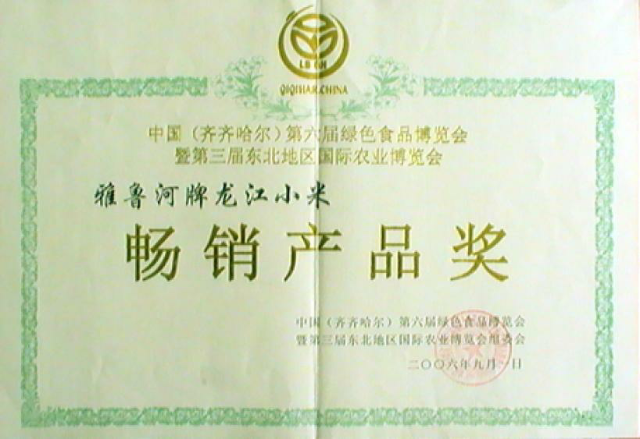 QIQIHAR.CHINA
中国（齐齐哈尔）第六届绿色食品博览会
暨第三届东北地区国际农业博览会
雅鲁河牌龙江小米
畅销产品奖
中国（齐齐哈尔）第六届绿色食品博览会
暨第三届东北地区国际农业博览会组委会
二〇〇六年九月一日